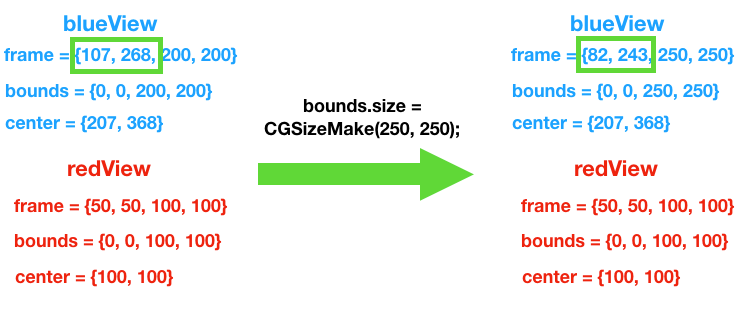 blueView
frame = {107, 268, 200, 200}
bounds = {0, 0, 200, 200}
center = {207, 368}
redView
frame = {50, 50, 100, 100}
bounds = {0, 0, 100, 100}
center = {100, 100}
bounds.size =
CGSizeMake(250, 250);
blueView
frame = {82, 243, 250, 250}
bounds = {0, 0, 250, 250}
center = {207, 368}
redView
frame = {50, 50, 100, 100}
bounds = {0, 0, 100, 100}
center = {100, 100}